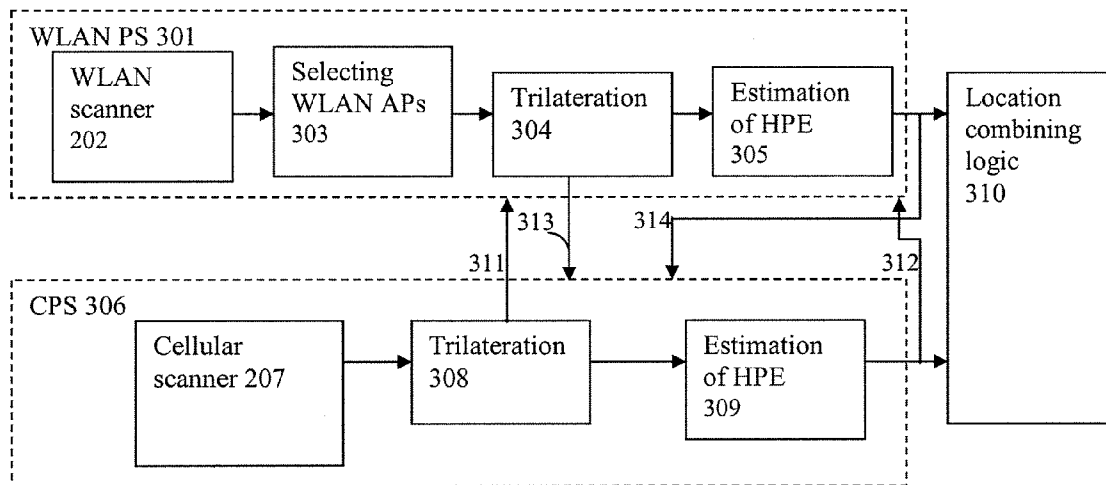 WLAN PS 301
WLAN
scanner
202
Selecting
WLAN APs
303
Trilateration
304
Estimation
of HPE
305
Location
combining
logic
310
313
314
311
312
CPS 306
Cellular
scanner 207
Trilateration
308
Estimation
of HPE
309